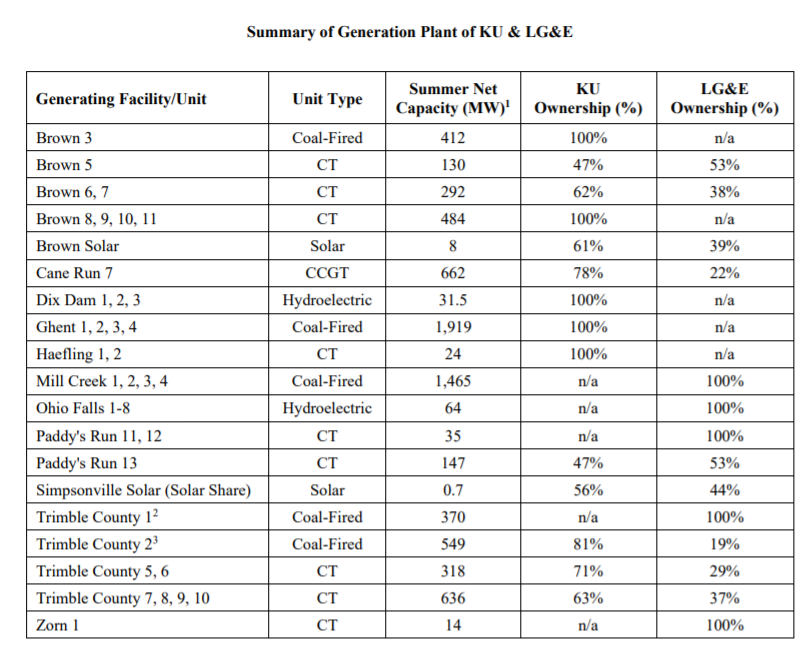 Summary of Generation Plant of KU & LG&E
Generating Facility/Unit Unit Type Summer Net Capacity (MW)¹ KU Ownership (%) LG&E Ownership (%)
Brown 3 Coal-Fired 412 100% n/a
Brown 5 CT 130 47% 53%
Brown 6, 7 CT 292 62% 38%
Brown 8, 9, 10, 11 CT 484 100% n/a
Brown Solar Solar 8 61% 39%
Cane Run 7 CCGT 662 78% 22%
Dix Dam 1, 2, 3 Hydroelectric 31.5 100% n/a
Ghent 1, 2, 3, 4 Coal-Fired 1,919 100% n/a
Haefling 1, 2 CT 24 100% n/a
Mill Creek 1, 2, 3, 4 Coal-Fired 1,465 n/a 100%
Ohio Falls 1-8 Hydroelectric 64 n/a 100%
Paddy's Run 11, 12 CT 35 n/a 100%
Paddy's Run 13 CT 147 47% 53%
Simpsonville Solar (Solar Share) Solar 0.7 56% 44%
Trimble County 1² Coal-Fired 370 n/a 100%
Trimble County 2³ Coal-Fired 549 81% 19%
Trimble County 5, 6 CT 318 71% 29%
Trimble County 7, 8, 9, 10 CT 636 63% 37%
Zorn 1 CT 14 n/a 100%